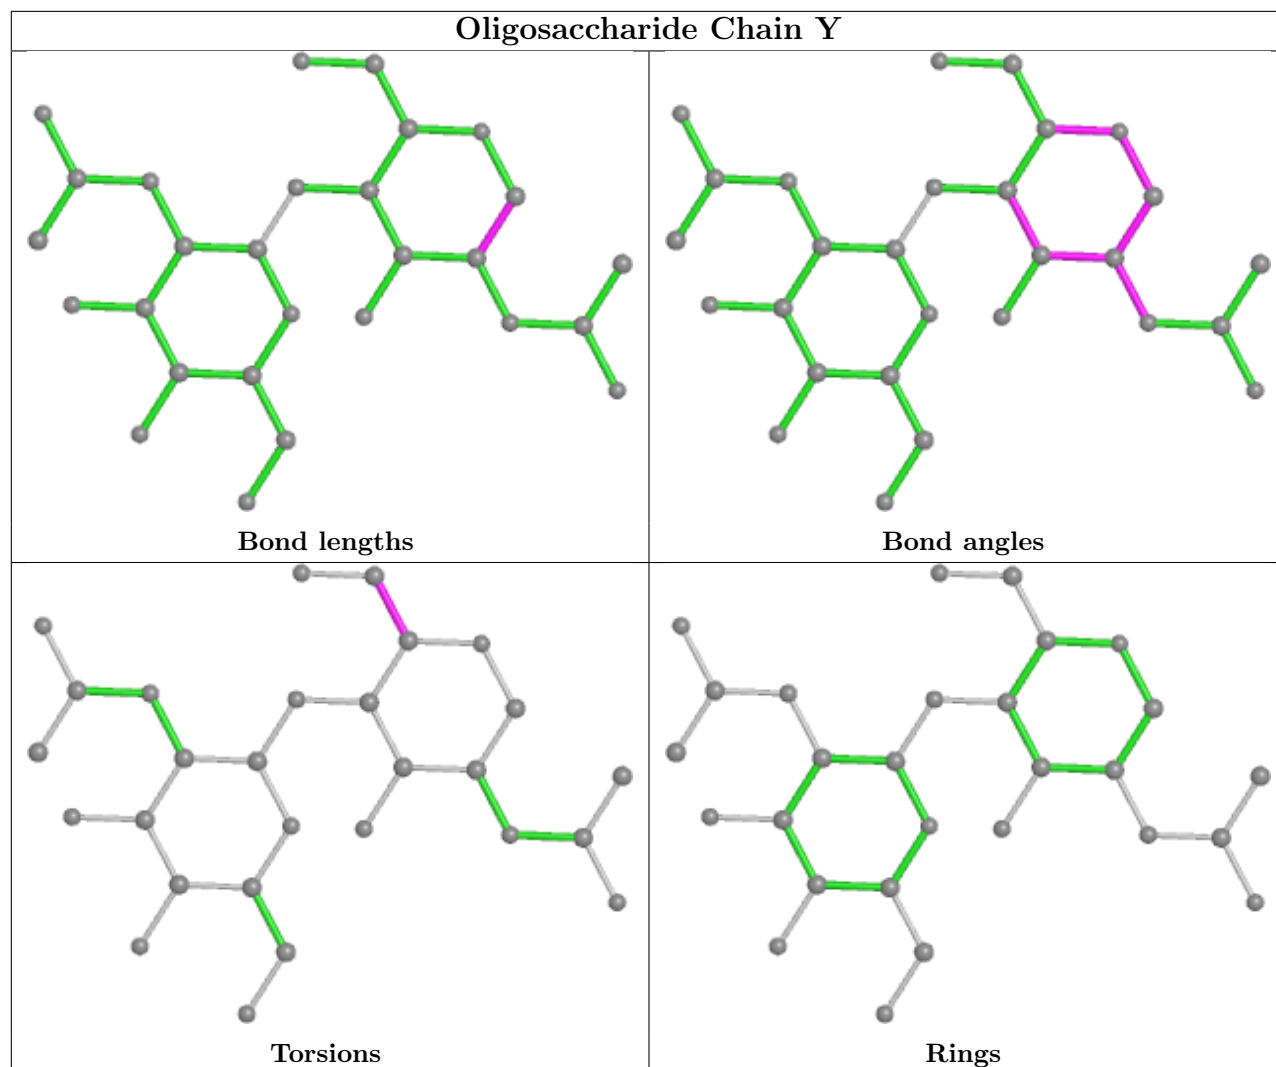 Oligosaccharide Chain Y
Bond lengths
Bond angles
Torsions
Rings